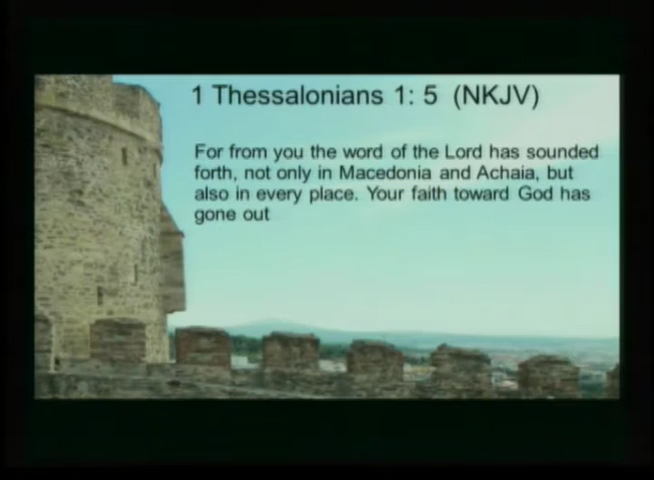 1 Thessalonians 1: 5 (NKJV)
For from you the word of the Lord has sounded
forth, not only in Macedonia and Achaia, but
also in every place. Your faith toward God has
gone out